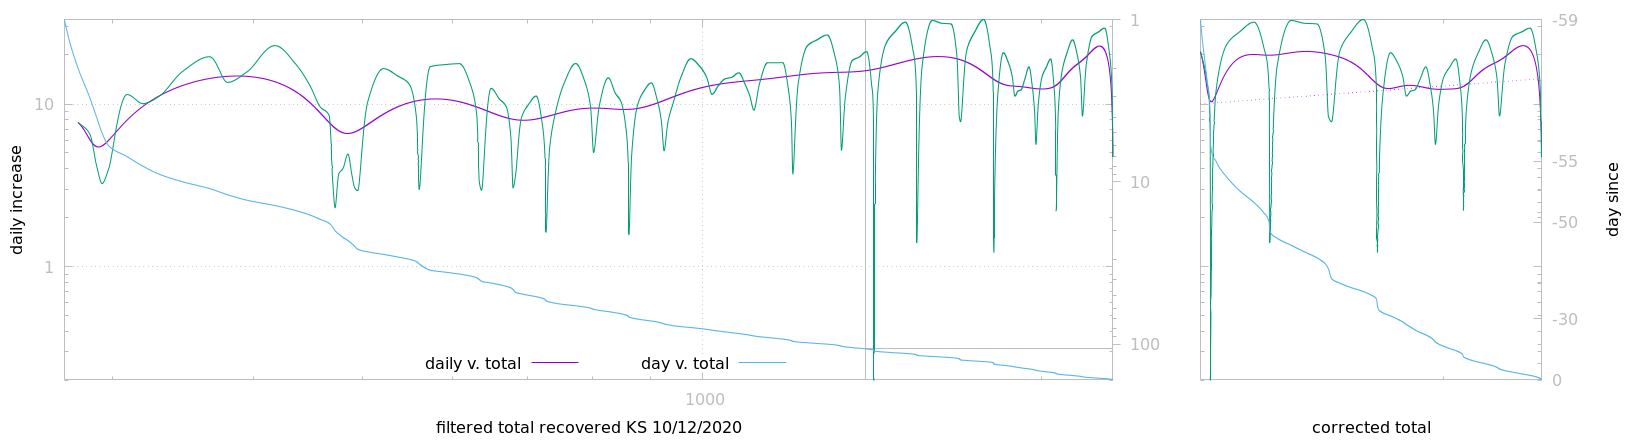 daily increase
10
1
daily v. total
day v. total
1000
filtered total recovered KS 10/12/2020
1
10
100
-59
-55
-50
-30
0
day since
corrected total